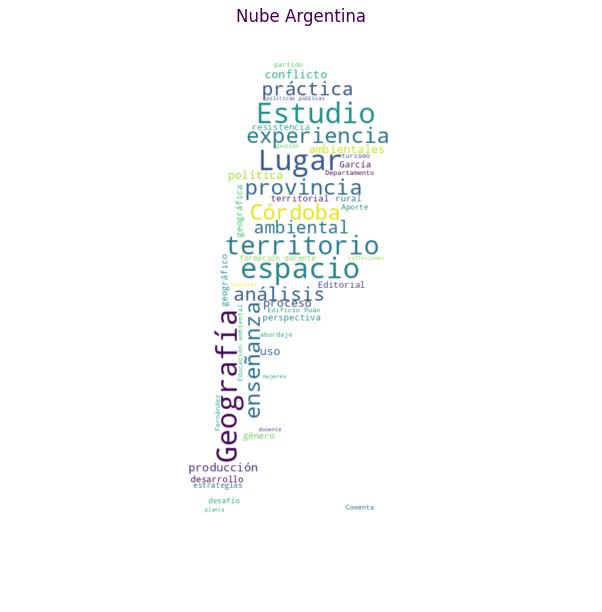 Nube Argentina
partido
conflicto
práctica
políticas públicas
Estudio
resistencia
experiencia
gestión
ambientales
Lugar
turismo
García
política
Departamento
provincia
geográfica
territorial
rural
Córdoba
Aporte
ambiental
territorio
formación docente
reflexiones
espacio
geográfico
Editorial
análisis
proceso
Edificio Puán
perspectiva
Educación ambiental
enseñanza
Geografía
abordaje
uso
mujeres
Fernández
docente
género
producción
desarrollo
estrategias
desafío
planta
Comenta